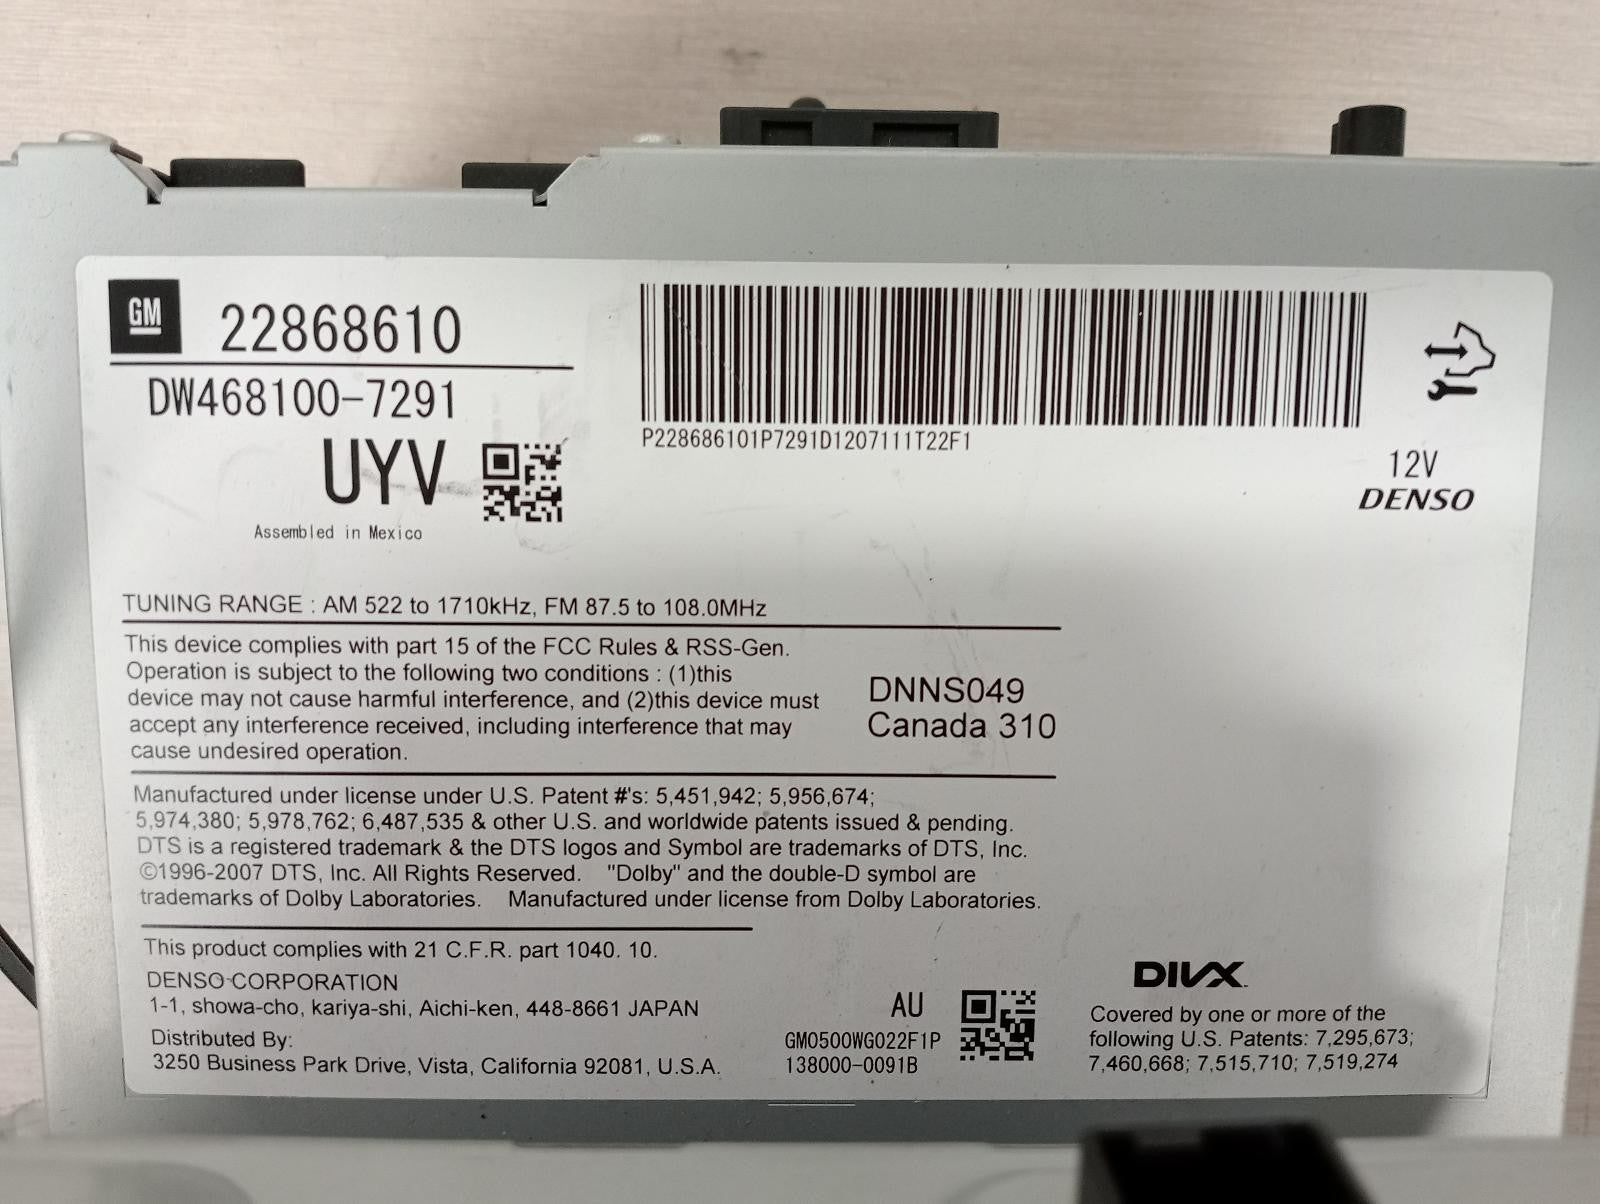 GM
22868610
DW468100-7291
UYV
Assembled in Mexico
P228686101P7291D1207111T22F1
12V
DENSO
TUNING RANGE : AM 522 to 1710kHz, FM 87.5 to 108.0MHz
This device complies with part 15 of the FCC Rules & RSS-Gen.
Operation is subject to the following two conditions : (1)this
device may not cause harmful interference, and (2)this device must
accept any interference received, including interference that may
cause undesired operation.
DNNS049
Canada 310
Manufactured under license under U.S. Patent #'s: 5,451,942; 5,956,674;
5,974,380; 5,978,762; 6,487,535 & other U.S. and worldwide patents issued & pending.
DTS is a registered trademark & the DTS logos and Symbol are trademarks of DTS, Inc.
©1996-2007 DTS, Inc. All Rights Reserved. "Dolby" and the double-D symbol are
trademarks of Dolby Laboratories. Manufactured under license from Dolby Laboratories.
This product complies with 21 C.F.R. part 1040. 10.
DENSO CORPORATION
1-1, showa-cho, kariya-shi, Aichi-ken, 448-8661 JAPAN
Distributed By:
3250 Business Park Drive, Vista, California 92081, U.S.A.
AU
GM0500WG022F1P
138000-0091B
DIVX
Covered by one or more of the
following U.S. Patents: 7,295,673;
7,460,668; 7,515,710; 7,519,274